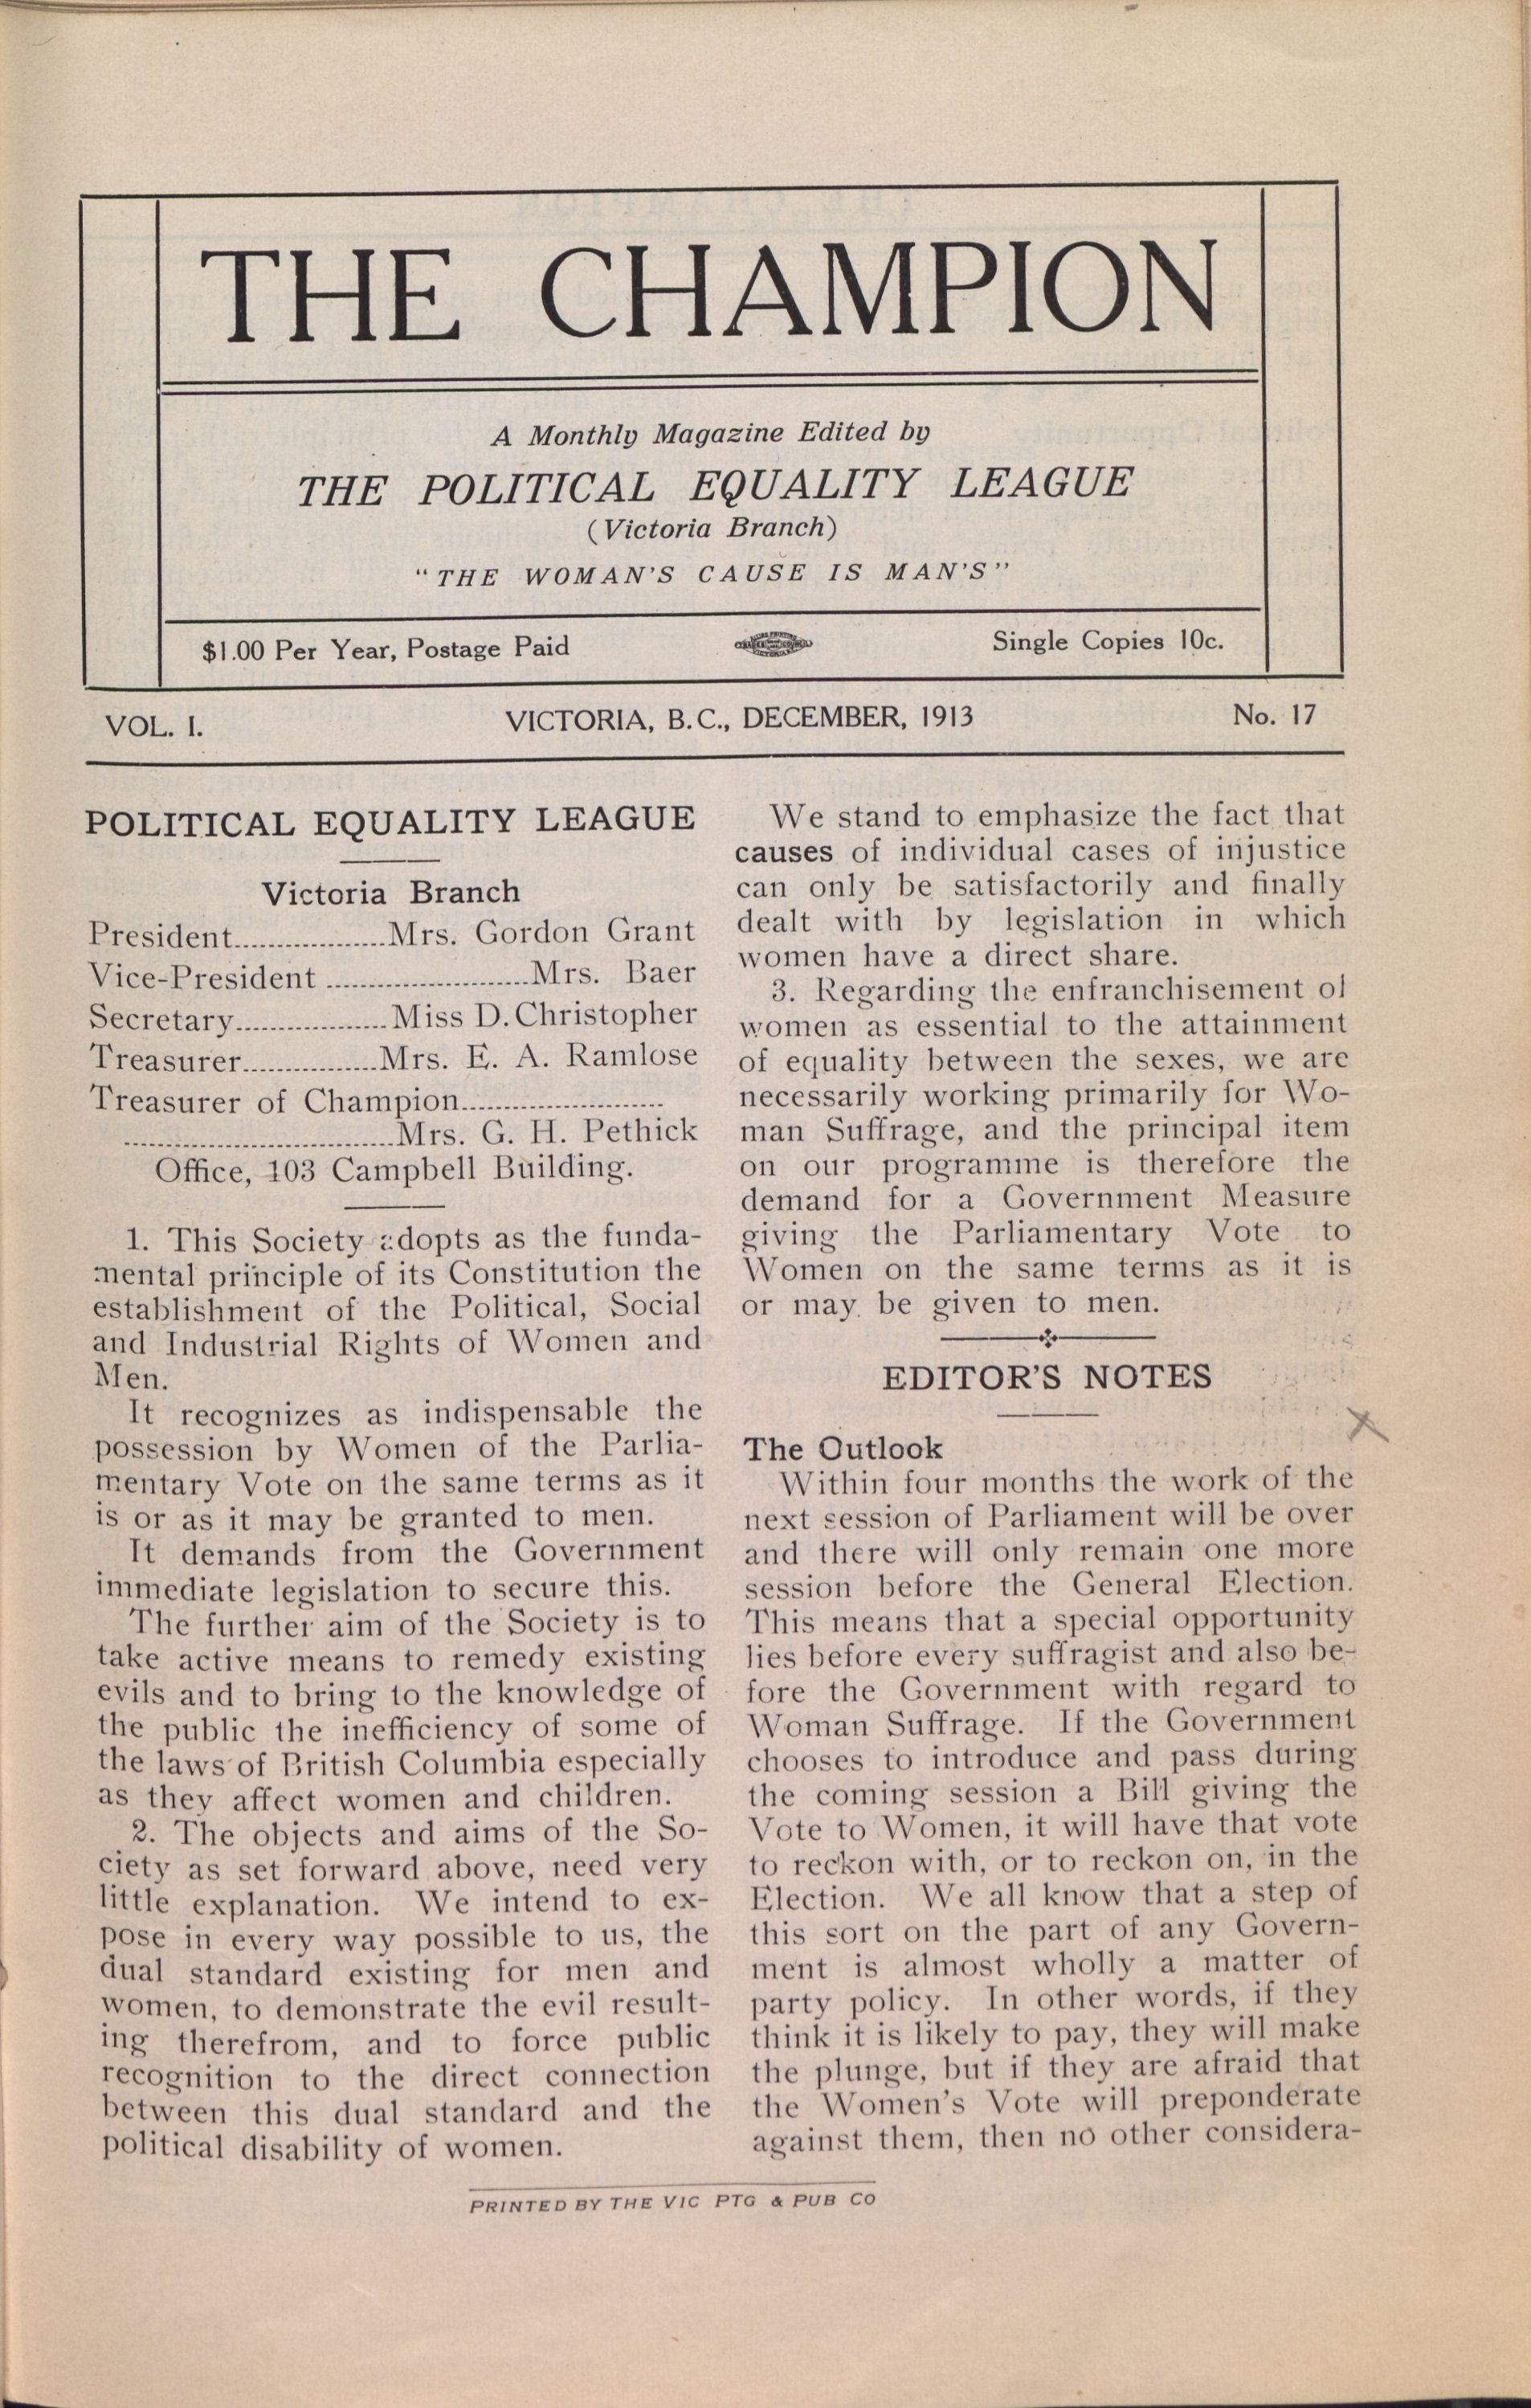 THE CHAMPION
A Monthly Magazine Edited by
THE POLITICAL EQUALITY LEAGUE
(Victoria Branch)
"THE WOMAN'S CAUSE IS MAN'S"
$1.00 Per Year, Postage Paid
Single Copies 10c.
VOL. I.
VICTORIA, B.C., DECEMBER, 1913
No. 17
POLITICAL EQUALITY LEAGUE
Victoria Branch
President..................Mrs. Gordon Grant
Vice-President ........................Mrs. Baer
Secretary..................Miss D. Christopher
Treasurer................Mrs. E. A. Ramlose
Treasurer of Champion........................
................................Mrs. G. H. Pethick
Office, 103 Campbell Building.
1. This Society adopts as the funda-
mental principle of its Constitution the
establishment of the Political, Social
and Industrial Rights of Women and
Men.
It recognizes as indispensable the
possession by Women of the Parlia-
mentary Vote on the same terms as it
is or as it may be granted to men.
It demands from the Government
immediate legislation to secure this.
The further aim of the Society is to
take active means to remedy existing
evils and to bring to the knowledge of
the public the inefficiency of some of
the laws of British Columbia especially
as they affect women and children.
2. The objects and aims of the So-
ciety as set forward above, need very
little explanation. We intend to ex-
pose in every way possible to us, the
dual standard existing for men and
women, to demonstrate the evil result-
ing therefrom, and to force public
recognition to the direct connection
between this dual standard and the
political disability of women.
We stand to emphasize the fact that
causes of individual cases of injustice
can only be satisfactorily and finally
dealt with by legislation in which
women have a direct share.
3. Regarding the enfranchisement of
women as essential to the attainment
of equality between the sexes, we are
necessarily working primarily for Wo-
man Suffrage, and the principal item
on our programme is therefore the
demand for a Government Measure
giving the Parliamentary Vote to
Women on the same terms as it is
or may be given to men.
EDITOR'S NOTES
The Outlook
Within four months the work of the
next session of Parliament will be over
and there will only remain one more
session before the General Election.
This means that a special opportunity
lies before every suffragist and also be-
fore the Government with regard to
Woman Suffrage. If the Government
chooses to introduce and pass during
the coming session a Bill giving the
Vote to Women, it will have that vote
to reckon with, or to reckon on, in the
Election. We all know that a step of
this sort on the part of any Govern-
ment is almost wholly a matter of
party policy. In other words, if they
think it is likely to pay, they will make
the plunge, but if they are afraid that
the Women's Vote will preponderate
against them, then no other considera-
PRINTED BY THE VIC PTG & PUB CO